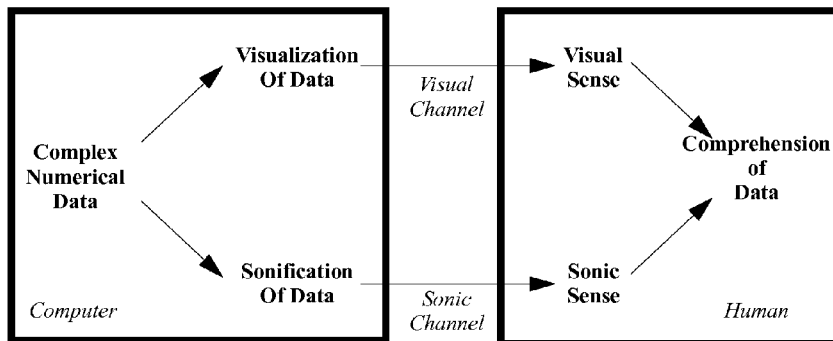 Visualization
Of Data
Visual
Channel
Visual
Sense
Complex
Numerical
Data
Comprehension
of
Data
Sonification
Of Data
Sonic
Channel
Sonic
Sense
Computer
Human